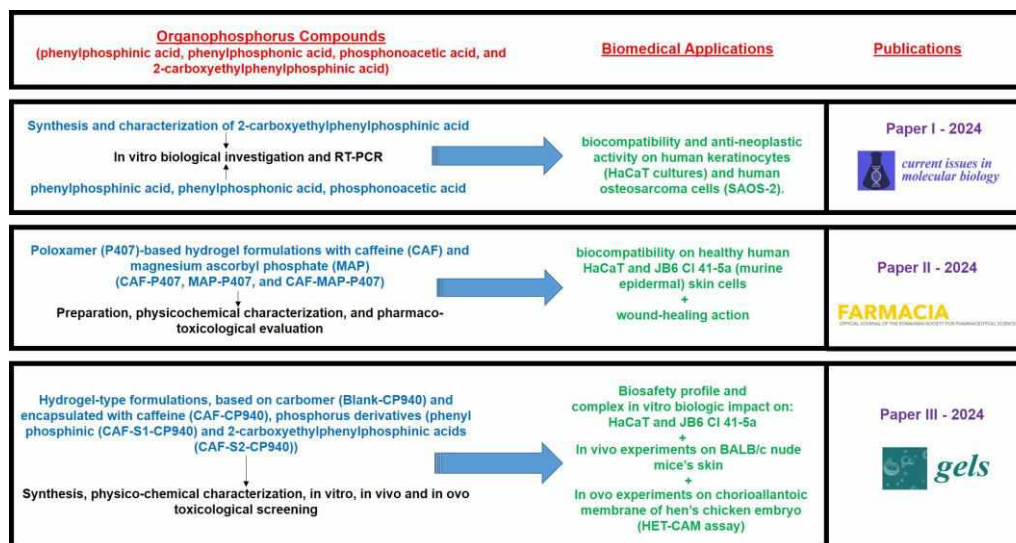 Organophosphorus Compounds
(phenylphosphinic acid, phenylphosphonic acid, phosphonoacetic acid, and
2-carboxyethylphenylphosphinic acid)
Biomedical Applications
Publications
Synthesis and characterization of 2-carboxyethylphenylphosphinic acid
In vitro biological investigation and RT-PCR
phenylphosphinic acid, phenylphosphonic acid, phosphonoacetic acid
biocompatibility and anti-neoplastic
activity on human keratinocytes
(HaCaT cultures) and human
osteosarcoma cells (SAOS-2).
Paper I - 2024
current issues in
molecular biology
Poloxamer (P407)-based hydrogel formulations with caffeine (CAF) and
magnesium ascorbyl phosphate (MAP)
(CAF-P407, MAP-P407, and CAF-MAP-P407)
Preparation, physicochemical characterization, and pharmaco-
toxicological evaluation
biocompatibility on healthy human
HaCaT and JB6 Cl 41-5a (murine
epidermal) skin cells
+
wound-healing action
Paper II - 2024
FARMACIA
OFFICIAL JOURNAL OF THE ROMANIAN SOCIETY FOR PHARMACEUTICAL SCIENCES
Hydrogel-type formulations, based on carbomer (Blank-CP940) and
encapsulated with caffeine (CAF-CP940), phosphorus derivatives (phenyl
phosphinic (CAF-S1-CP940) and 2-carboxyethylphenylphosphinic acids
(CAF-S2-CP940))
Synthesis, physico-chemical characterization, in vitro, in vivo and in ovo
toxicological screening
Biosafety profile and
complex in vitro biologic impact on:
HaCaT and JB6 Cl 41-5a
+
In vivo experiments on BALB/c nude
mice's skin
+
In ovo experiments on chorioallantoic
membrane of hen's chicken embryo
(HET-CAM assay)
Paper III - 2024
gels